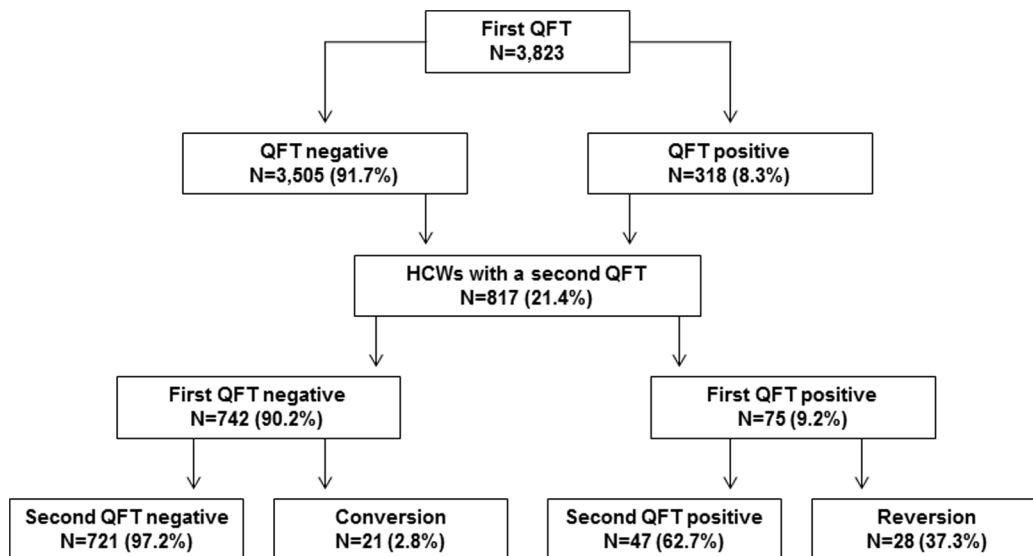 First QFT
N=3,823
QFT negative
N=3,505 (91.7%)
QFT positive
N=318 (8.3%)
HCWs with a second QFT
N=817 (21.4%)
First QFT negative
N=742 (90.2%)
First QFT positive
N=75 (9.2%)
Second QFT negative
N=721 (97.2%)
Conversion
N=21 (2.8%)
Second QFT positive
N=47 (62.7%)
Reversion
N=28 (37.3%)